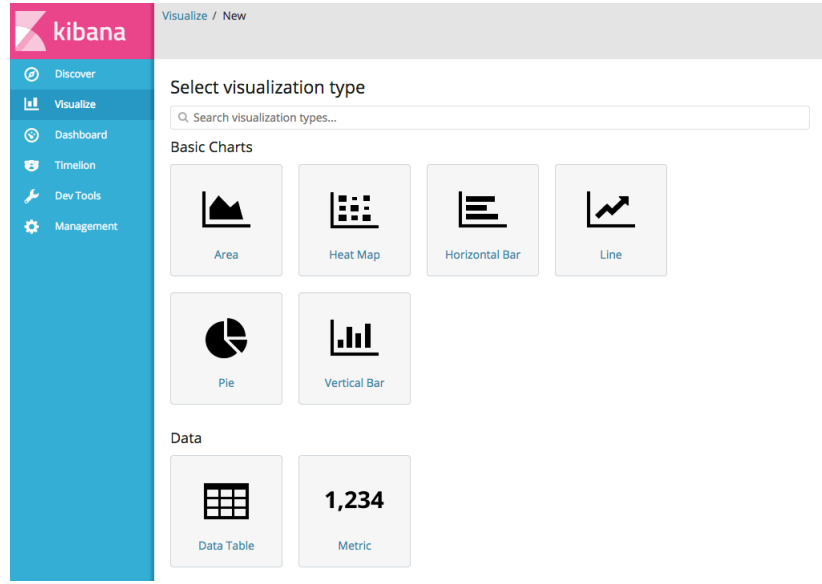 kibana
Visualize / New
Discover
Visualize
Dashboard
Timelion
Dev Tools
Management
Select visualization type
Search visualization types...
Basic Charts
Area
Heat Map
Horizontal Bar
Line
Pie
Vertical Bar
Data
1,234
Data Table
Metric